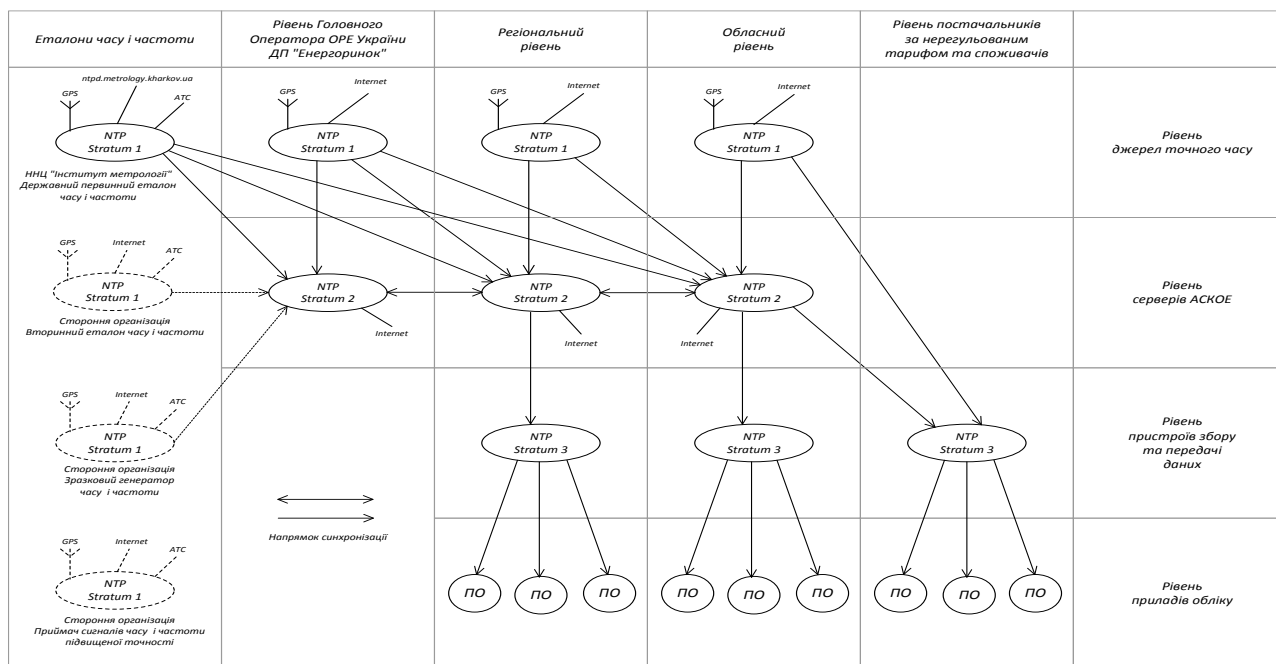 Еталони часу і частоти
Рівень Головного
Оператора ОРЕ України
ДП "Енергоринок"
Регіональний
рівень
Обласний
рівень
Рівень постачальників
за нерегульованим
тарифом та споживачів
ntpd.metrology.kharkov.ua
GPS
ATC
NTP
Stratum 1
ННЦ "Інститут метрології"
Державний первинний еталон
часу і частоти
GPS
Internet
NTP
Stratum 1
GPS
Internet
NTP
Stratum 1
GPS
Internet
NTP
Stratum 1
Рівень
джерел точного часу
GPS
Internet
ATC
NTP
Stratum 1
Стороння організація
Вторинний еталон часу і частоти
NTP
Stratum 2
Internet
NTP
Stratum 2
Internet
NTP
Stratum 2
Internet
Рівень
серверів АСКОЕ
GPS
Internet
ATC
NTP
Stratum 1
Стороння організація
Зразковий генератор
часу і частоти
Напрямок синхронізації
NTP
Stratum 3
NTP
Stratum 3
NTP
Stratum 3
Рівень
пристроїв збору
та передачі
даних
GPS
Internet
ATC
NTP
Stratum 1
Стороння організація
Приймач сигналів часу і частоти
підвищеної точності
ПО
ПО
ПО
ПО
ПО
ПО
ПО
ПО
ПО
Рівень
приладів обліку